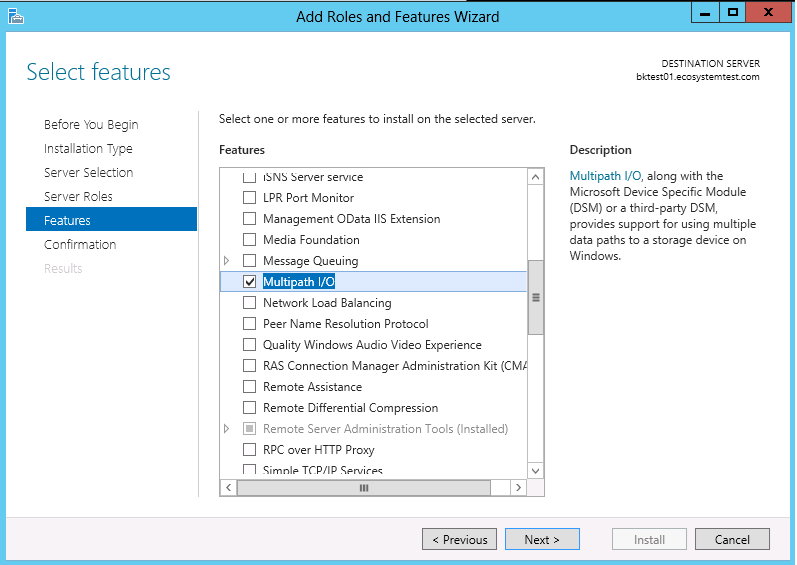 Add Roles and Features Wizard
Select features
DESTINATION SERVER
bktest01.ecosystemtest.com
Before You Begin
Installation Type
Server Selection
Server Roles
Features
Confirmation
Results
Select one or more features to install on the selected server.
Features
iSNS Server service
LPR Port Monitor
Management OData IIS Extension
Media Foundation
Message Queuing
Multipath I/O
Network Load Balancing
Peer Name Resolution Protocol
Quality Windows Audio Video Experience
RAS Connection Manager Administration Kit (CMA
Remote Assistance
Remote Differential Compression
Remote Server Administration Tools (Installed)
RPC over HTTP Proxy
Simple TCP/IP Services
Description
Multipath I/O, along with the
Microsoft Device Specific Module
(DSM) or a third-party DSM,
provides support for using multiple
data paths to a storage device on
Windows.
< Previous
Next >
Install
Cancel